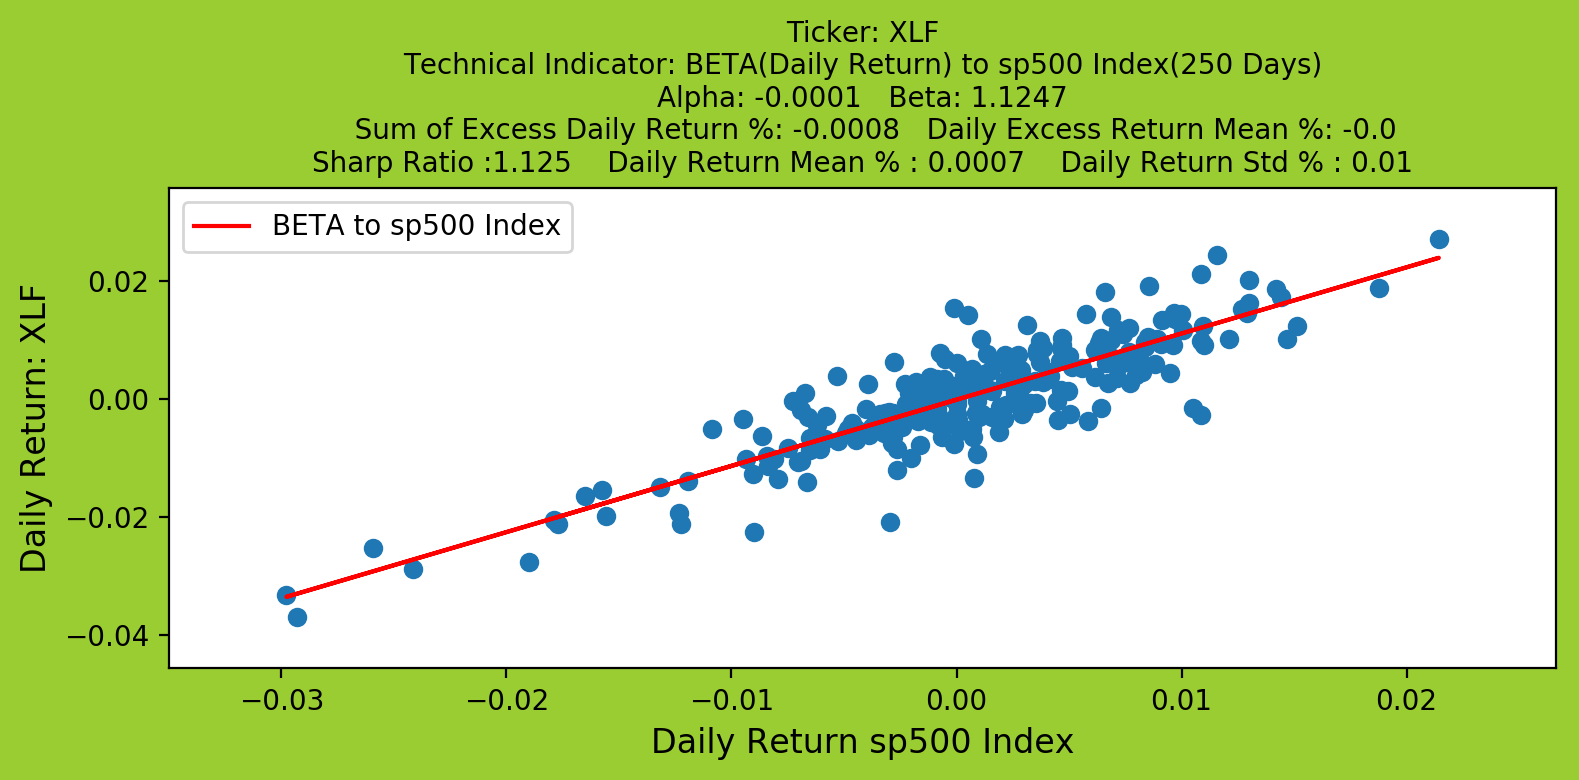 Ticker: XLF
Technical Indicator: BETA(Daily Return) to sp500 Index(250 Days)
Alpha: -0.0001   Beta: 1.1247
Sum of Excess Daily Return %: -0.0008   Daily Excess Return Mean %: -0.0
Sharp Ratio :1.125    Daily Return Mean % : 0.0007    Daily Return Std % : 0.01
BETA to sp500 Index
Daily Return: XLF
0.02
0.00
−0.02
−0.04
−0.03 −0.02 −0.01 0.00 0.01 0.02
Daily Return sp500 Index